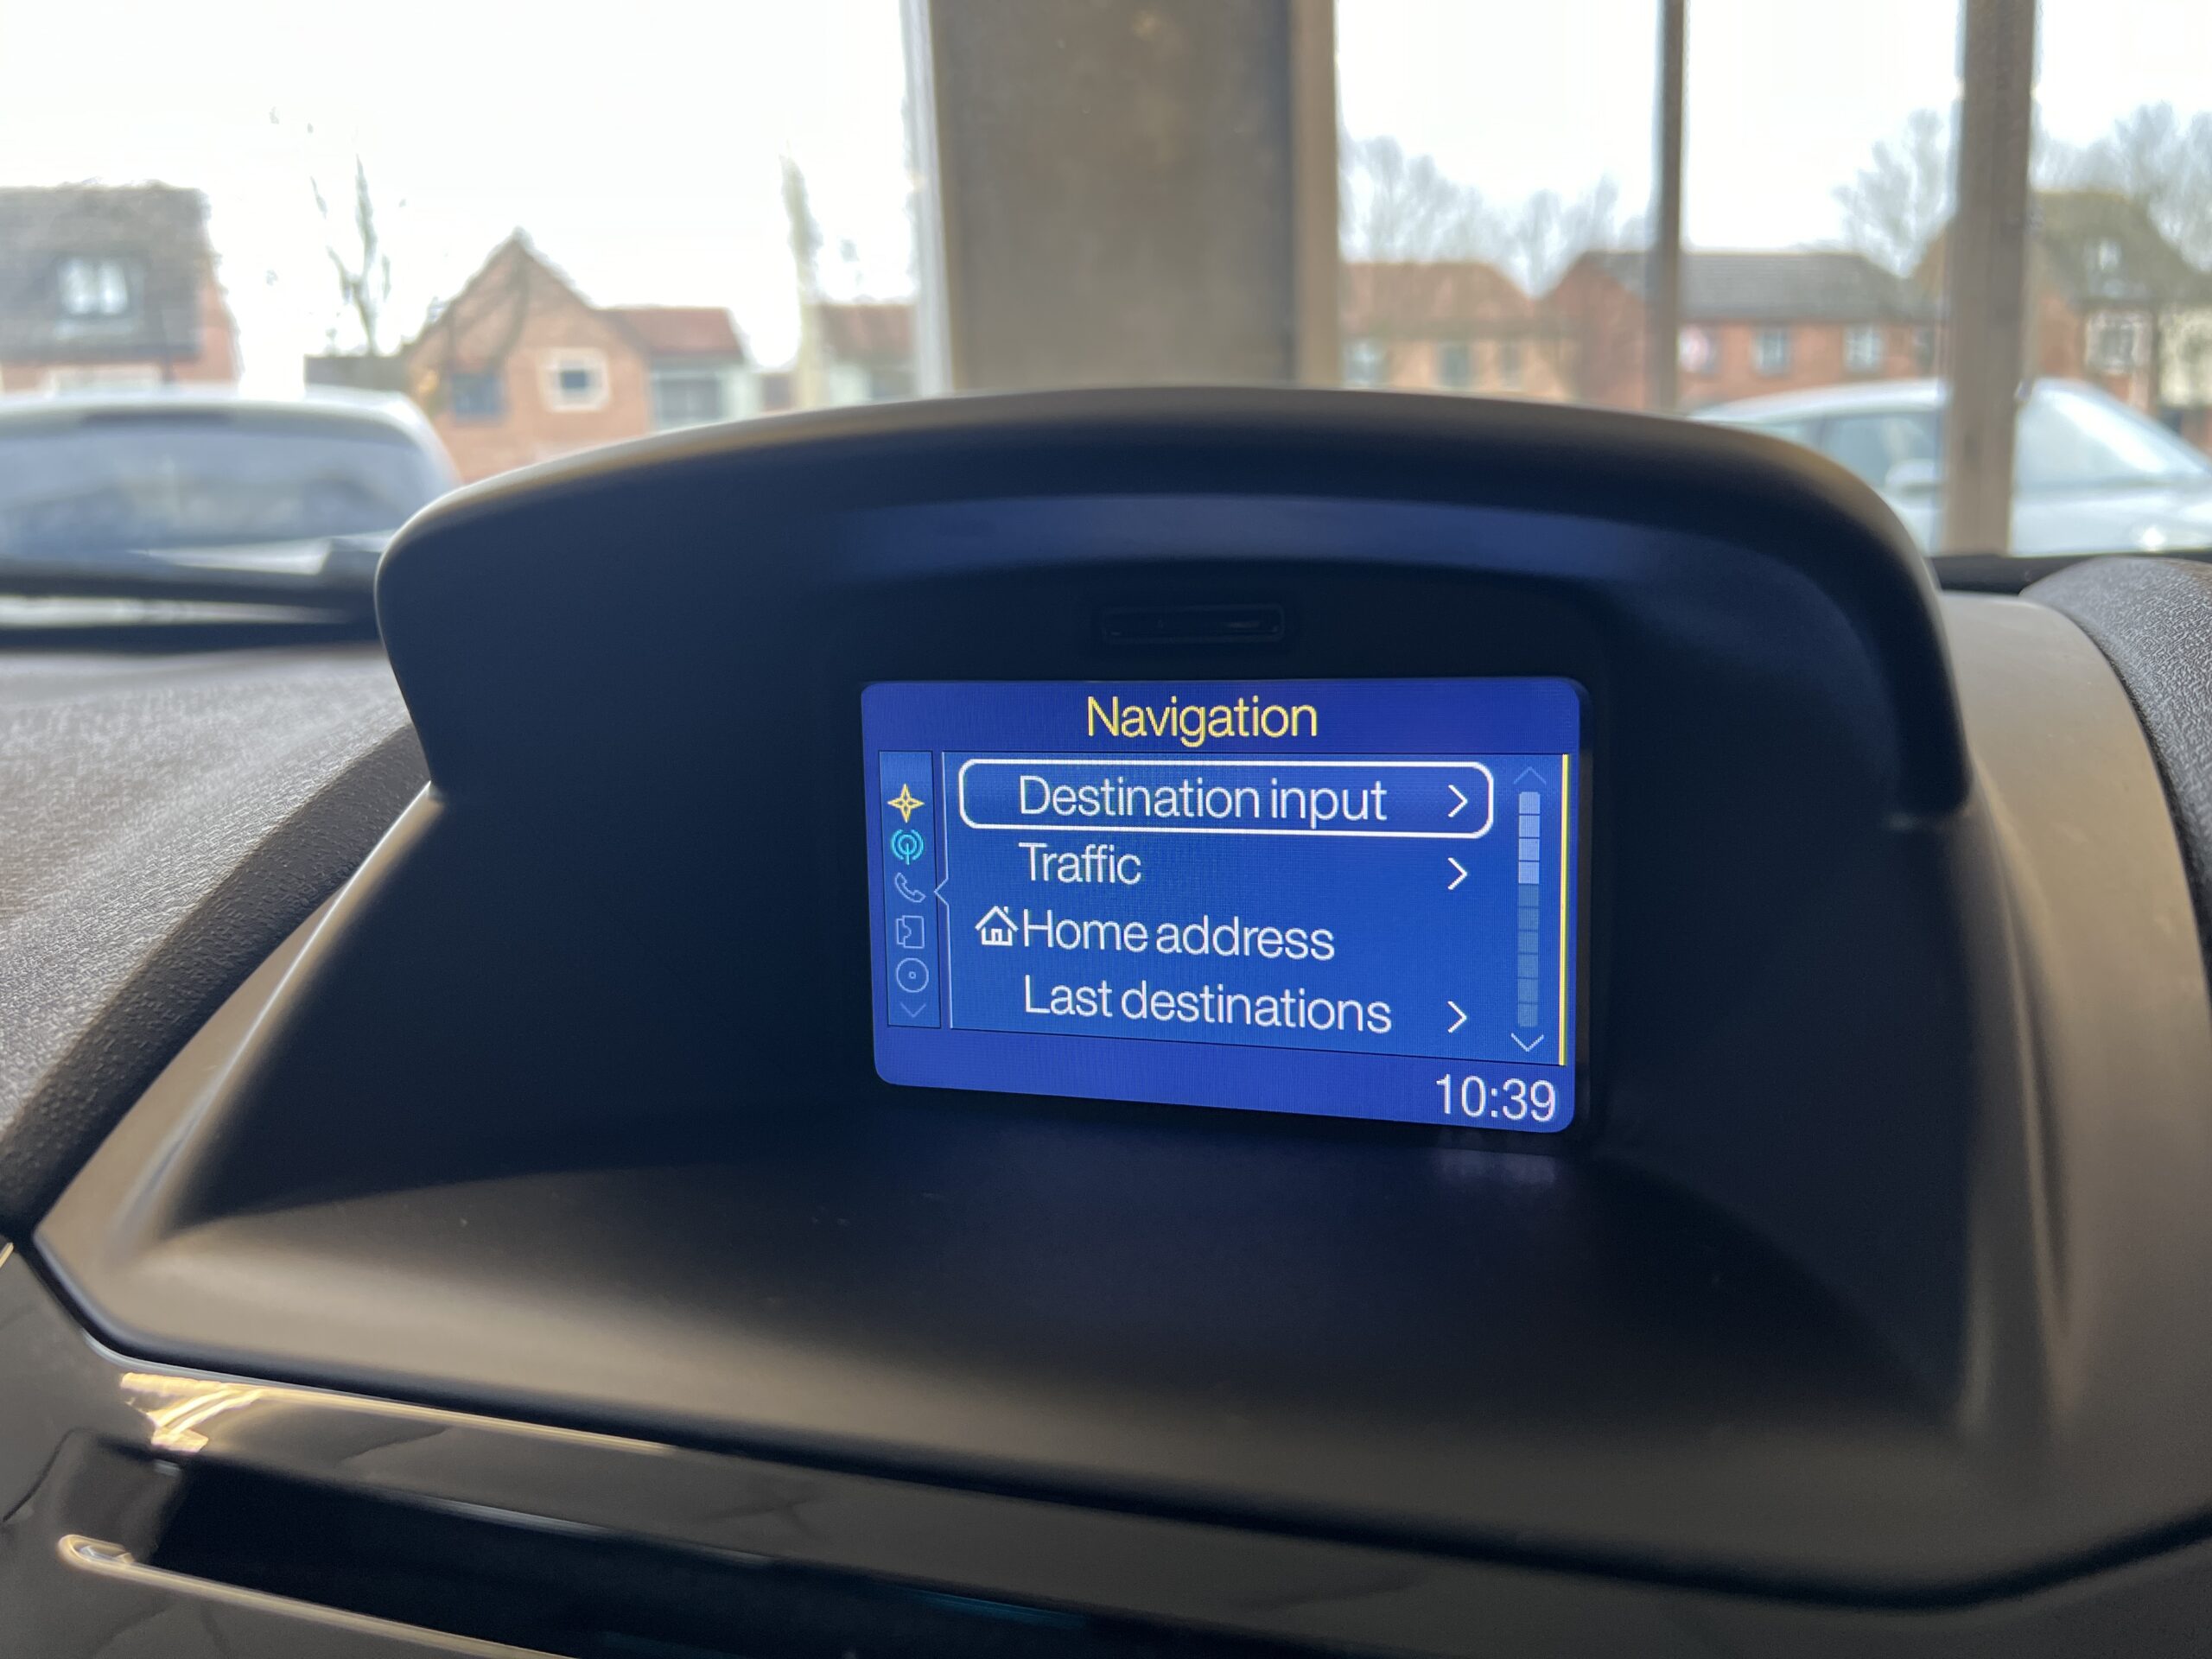 Navigation
Destination input
Traffic
Home address
Last destinations
10:39